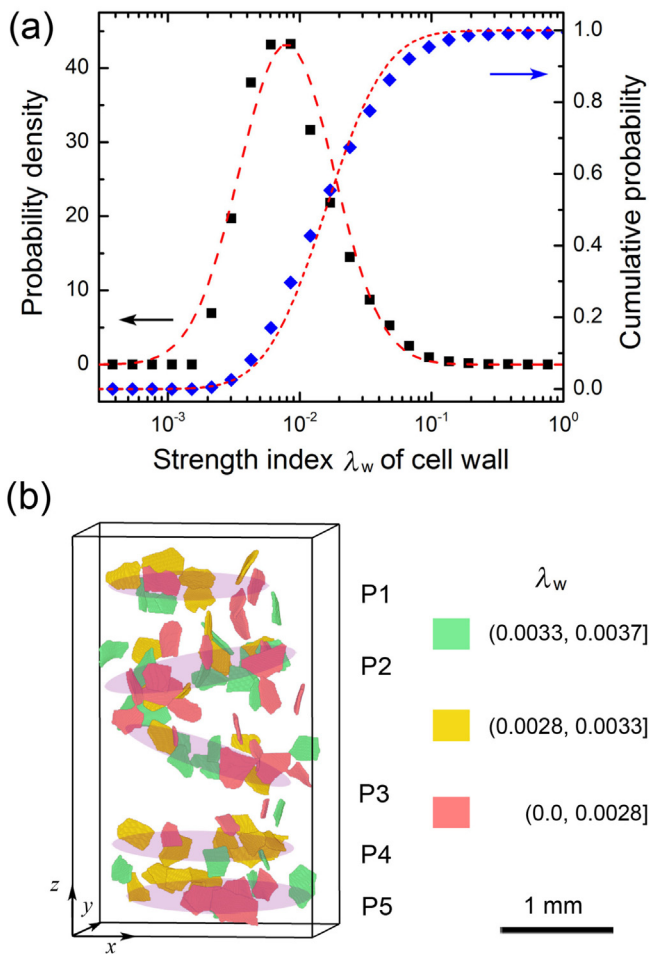 (a)
Probability density
40
30
20
10
0
1.0
0.8
0.6
0.4
0.2
0.0
Cumulative probability
10⁻³
10⁻²
10⁻¹
10⁰
Strength index λw of cell wall
(b)
λw
P1
(0.0033, 0.0037]
P2
(0.0028, 0.0033]
P3
(0.0, 0.0028]
P4
P5
z
y
x
1 mm